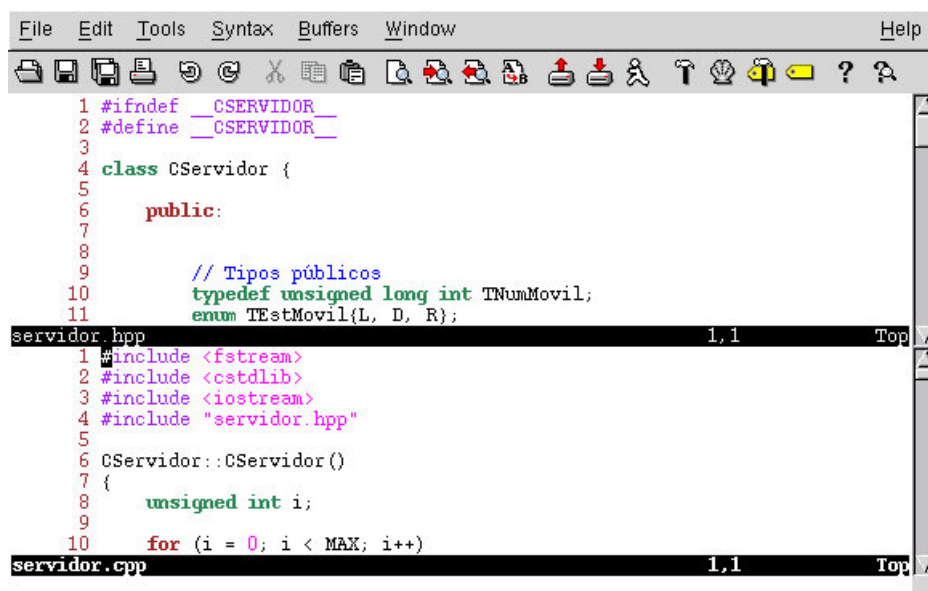 File Edit Tools Syntax Buffers Window Help
1 #ifndef __CSERVIDOR__
2 #define __CSERVIDOR__
3
4 class CServidor {
5
6 public:
7
8
9 // Tipos públicos
10 typedef unsigned long int TNumMovil;
11 enum TEstMovil{L, D, R};
servidor.hpp 1,1 Top
1 #include <fstream>
2 #include <cstdlib>
3 #include <iostream>
4 #include "servidor.hpp"
5
6 CServidor::CServidor()
7 {
8 unsigned int i;
9
10 for (i = 0; i < MAX; i++)
servidor.cpp 1,1 Top